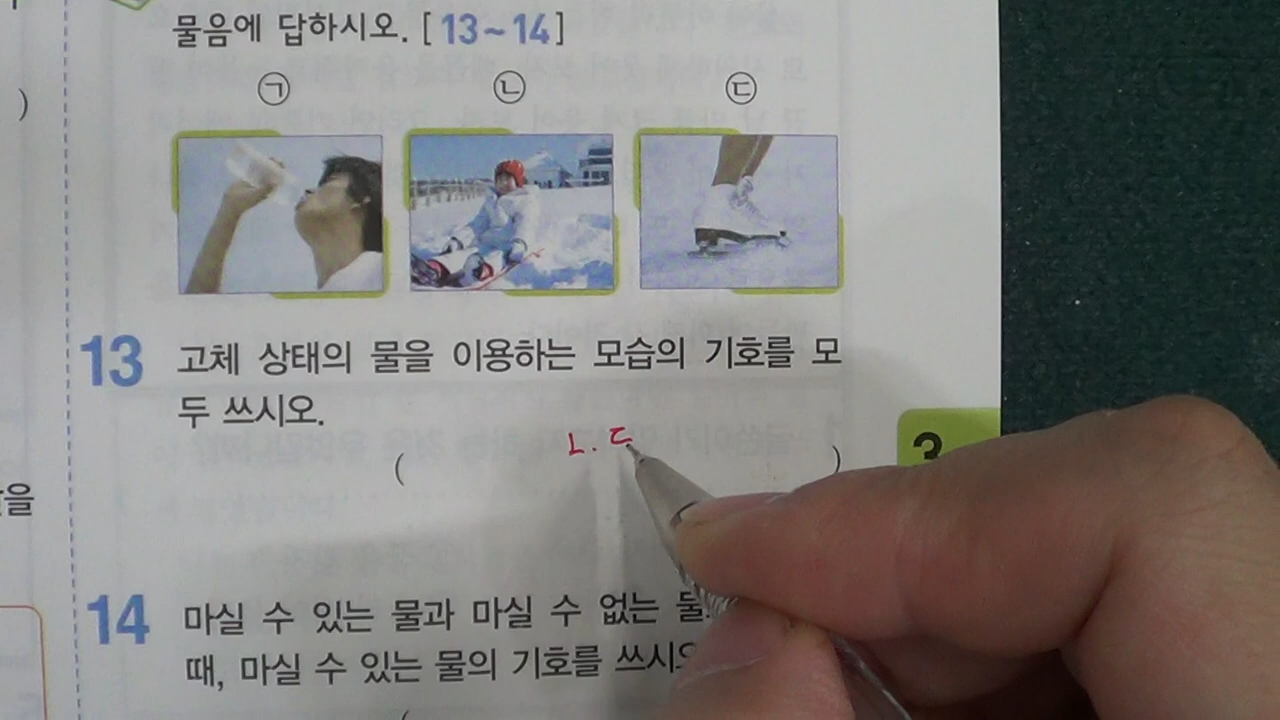 물음에 답하시오. [13~14]
㉠ ㉡ ㉢
13 고체 상태의 물을 이용하는 모습의 기호를 모
두 쓰시오.
( ㄴ. ㄷ )
3
을
14 마실 수 있는 물과 마실 수 없는
때, 마실 수 있는 물의 기호를 쓰시오
(
)